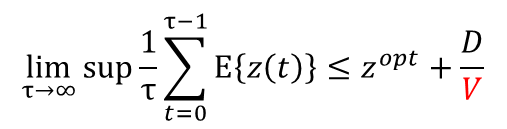 lim sup τ→∞ 1/τ ∑_{t=0}^{τ−1} E{z(t)} ≤ z^{opt} + D/V